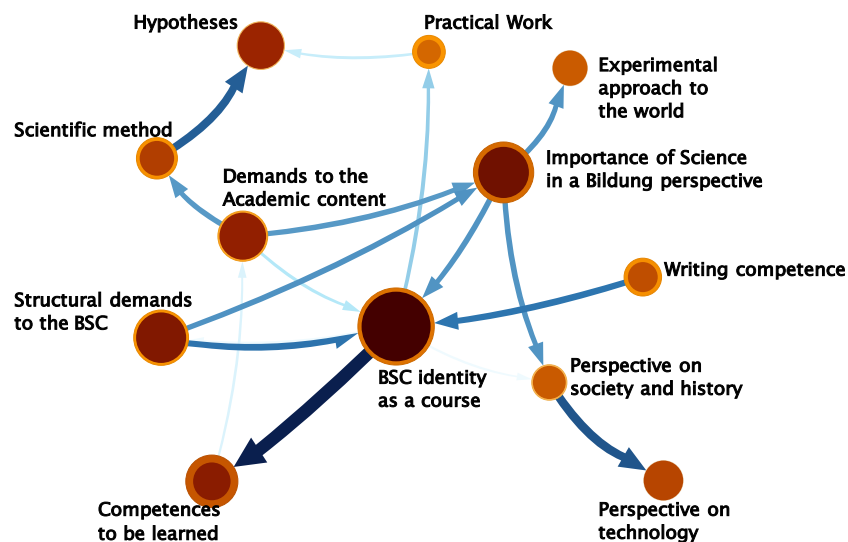 Hypotheses
Practical Work
Experimental
approach to
the world
Scientific method
Importance of Science
in a Bildung perspective
Demands to the
Academic content
Writing competence
Structural demands
to the BSC
BSC identity
as a course
Perspective on
society and history
Competences
to be learned
Perspective on
technology